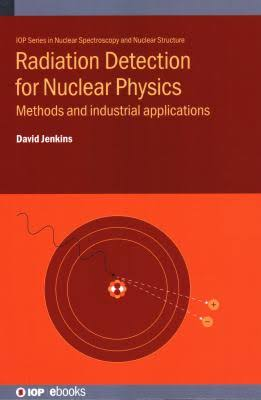 IOP Series in Nuclear Spectroscopy and Nuclear Structure
Radiation Detection
for Nuclear Physics
Methods and industrial applications
David Jenkins
+
−
IOP ebooks